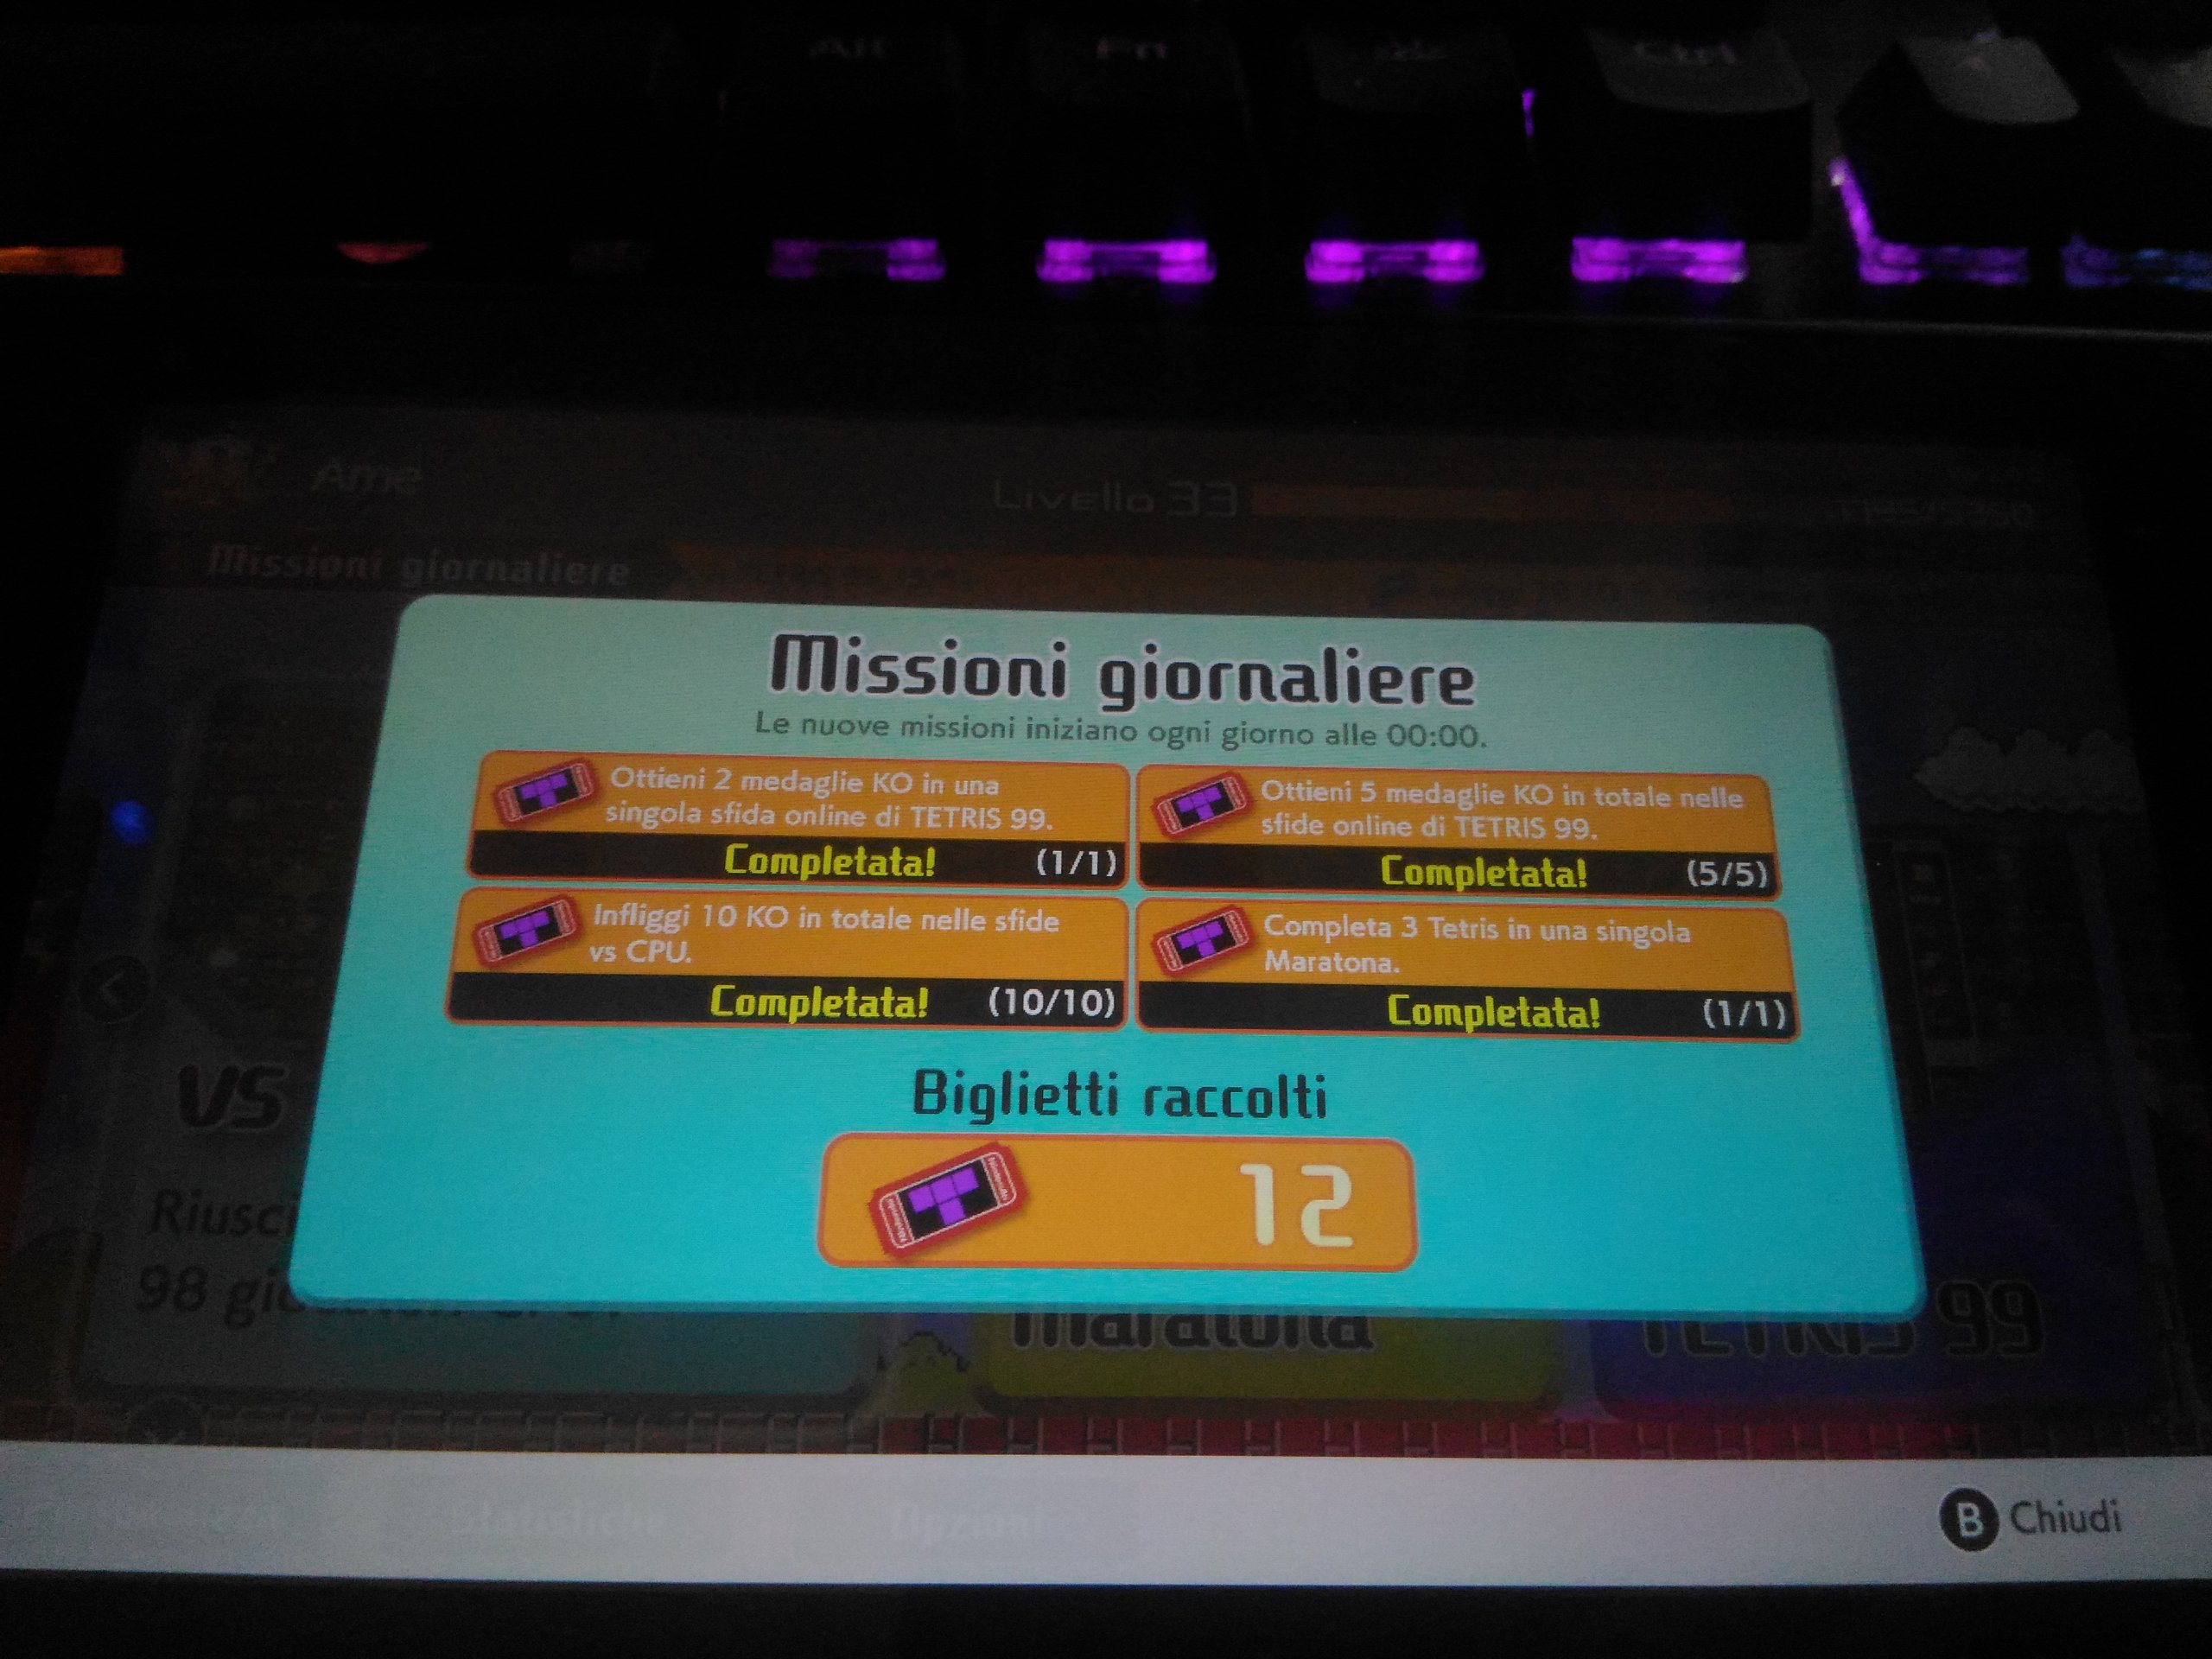 Alt
Fn
Ctrl
Ame
Livello 33
Missioni giornaliere
Missioni giornaliere
Le nuove missioni iniziano ogni giorno alle 00:00.
Ottieni 2 medaglie KO in una
singola sfida online di TETRIS 99.
Completata! (1/1)
Ottieni 5 medaglie KO in totale nelle
sfide online di TETRIS 99.
Completata! (5/5)
Infliggi 10 KO in totale nelle sfide
vs CPU.
Completata! (10/10)
Completa 3 Tetris in una singola
Maratona.
Completata! (1/1)
Biglietti raccolti
12
VS
98
Maratona
TETRIS 99
Statistiche
Opzioni
B Chiudi